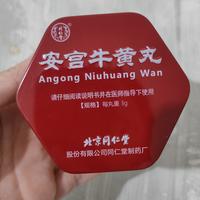 安宫牛黄丸
Angong Niuhuang Wan
请仔细阅读说明书并在医师指导下使用
【规格】每丸重 3g
北京同仁堂
股份有限公司同仁堂制药厂